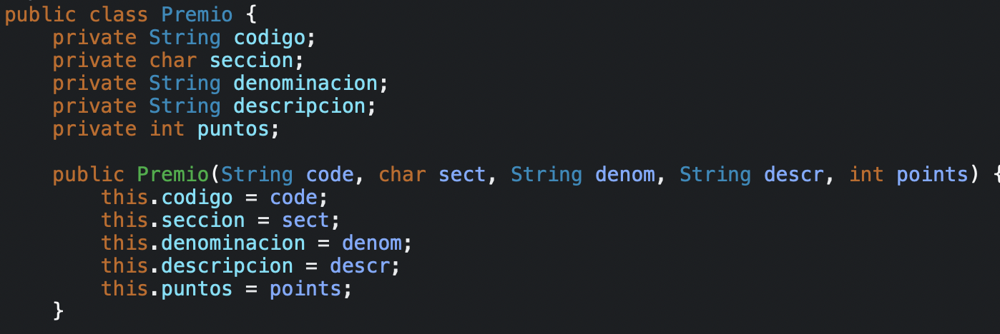 public class Premio {
    private String codigo;
    private char seccion;
    private String denominacion;
    private String descripcion;
    private int puntos;

    public Premio(String code, char sect, String denom, String descr, int points) {
        this.codigo = code;
        this.seccion = sect;
        this.denominacion = denom;
        this.descripcion = descr;
        this.puntos = points;
    }